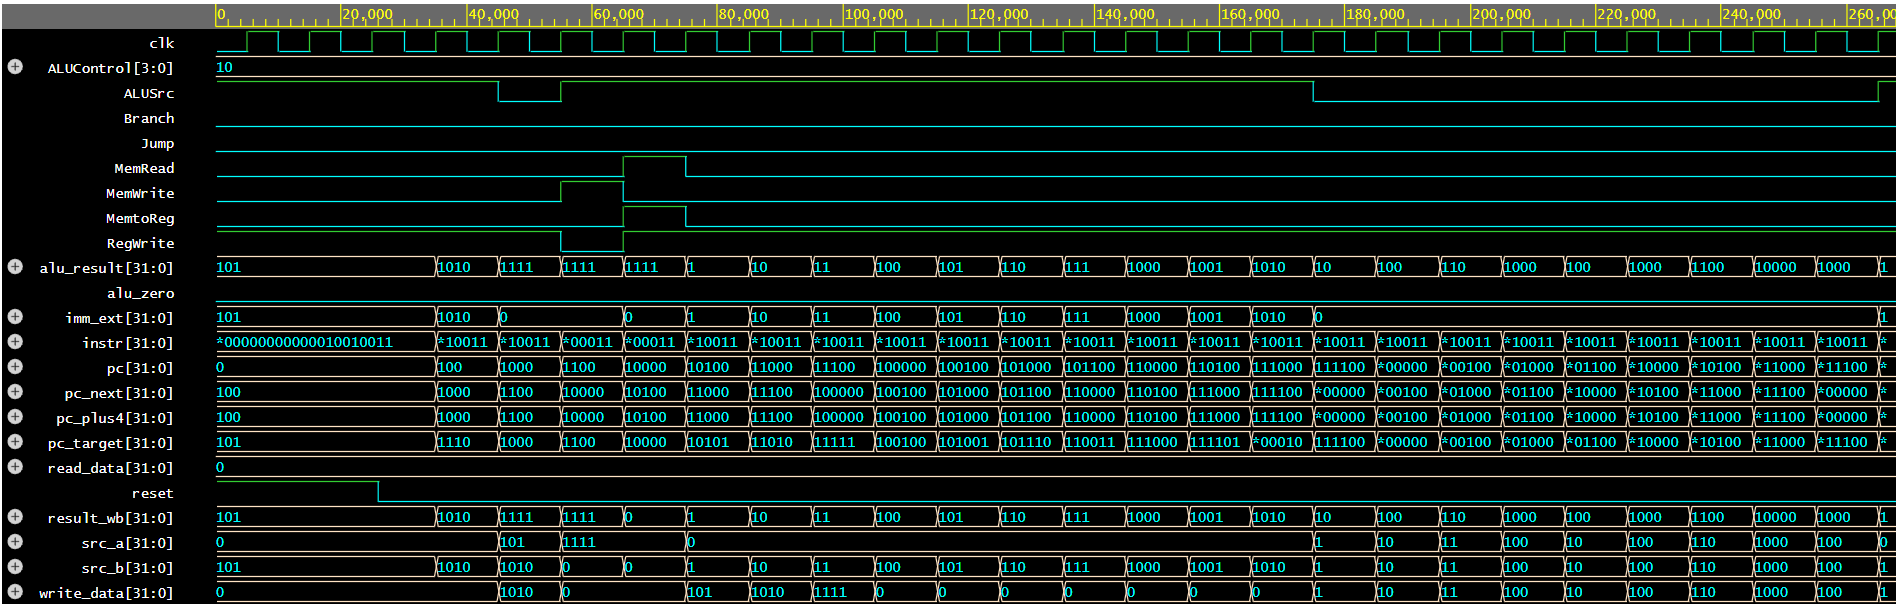 0 20,000 40,000 60,000 80,000 100,000 120,000 140,000 160,000 180,000 200,000 220,000 240,000 260,0
clk
ALUControl[3:0] 10
ALUSrc
Branch
Jump
MemRead
MemWrite
MemtoReg
RegWrite
alu_result[31:0] 101 1010 1111 1111 1111 1 10 11 100 101 110 111 1000 1001 1010 10 100 110 1000 100 1000 1100 10000 1000 1
alu_zero
imm_ext[31:0] 101 1010 0 0 1 10 11 100 101 110 111 1000 1001 1010 0 1
instr[31:0] *00000000000010010011 *10011 *10011 *00011 *00011 *10011 *10011 *10011 *10011 *10011 *10011 *10011 *10011 *10011 *10011 *10011 *10011 *10011 *10011 *10011 *10011 *10011 *10011 *10011 *
pc[31:0] 0 100 1000 1100 10000 10100 11000 11100 100000 100100 101000 101100 110000 110100 111000 111100 *00000 *00100 *01000 *01100 *10000 *10100 *11000 *11100 *
pc_next[31:0] 100 1000 1100 10000 10100 11000 11100 100000 100100 101000 101100 110000 110100 111000 111100 *00000 *00100 *01000 *01100 *10000 *10100 *11000 *11100 *00000 *
pc_plus4[31:0] 100 1000 1100 10000 10100 11000 11100 100000 100100 101000 101100 110000 110100 111000 111100 *00000 *00100 *01000 *01100 *10000 *10100 *11000 *11100 *00000 *
pc_target[31:0] 101 1110 1000 1100 10000 10101 11010 11111 100100 101001 101110 110011 111000 111101 *00010 111100 *00000 *00100 *01000 *01100 *10000 *10100 *11000 *11100 *
read_data[31:0] 0
reset
result_wb[31:0] 101 1010 1111 1111 0 1 10 11 100 101 110 111 1000 1001 1010 10 100 110 1000 100 1000 1100 10000 1000 1
src_a[31:0] 0 101 1111 0 1 10 11 100 10 100 110 1000 100 0
src_b[31:0] 101 1010 1010 0 0 1 10 11 100 101 110 111 1000 1001 1010 1 10 11 100 10 100 110 1000 100 1
write_data[31:0] 0 1010 0 101 1010 1111 0 0 0 0 0 0 0 1 10 11 100 10 100 110 1000 100 1